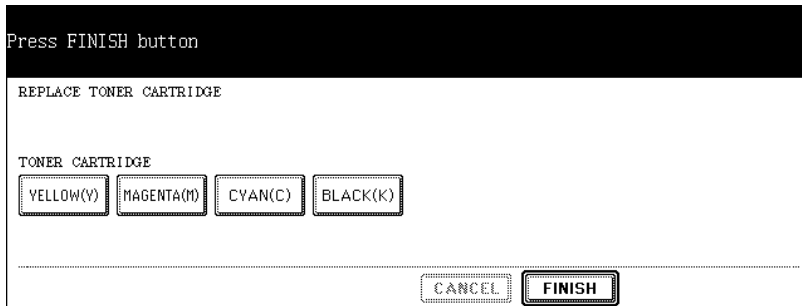 Press FINISH button
REPLACE TONER CARTRIDGE
TONER CARTRIDGE
YELLOW(Y) MAGENTA(M) CYAN(C) BLACK(K)
CANCEL FINISH